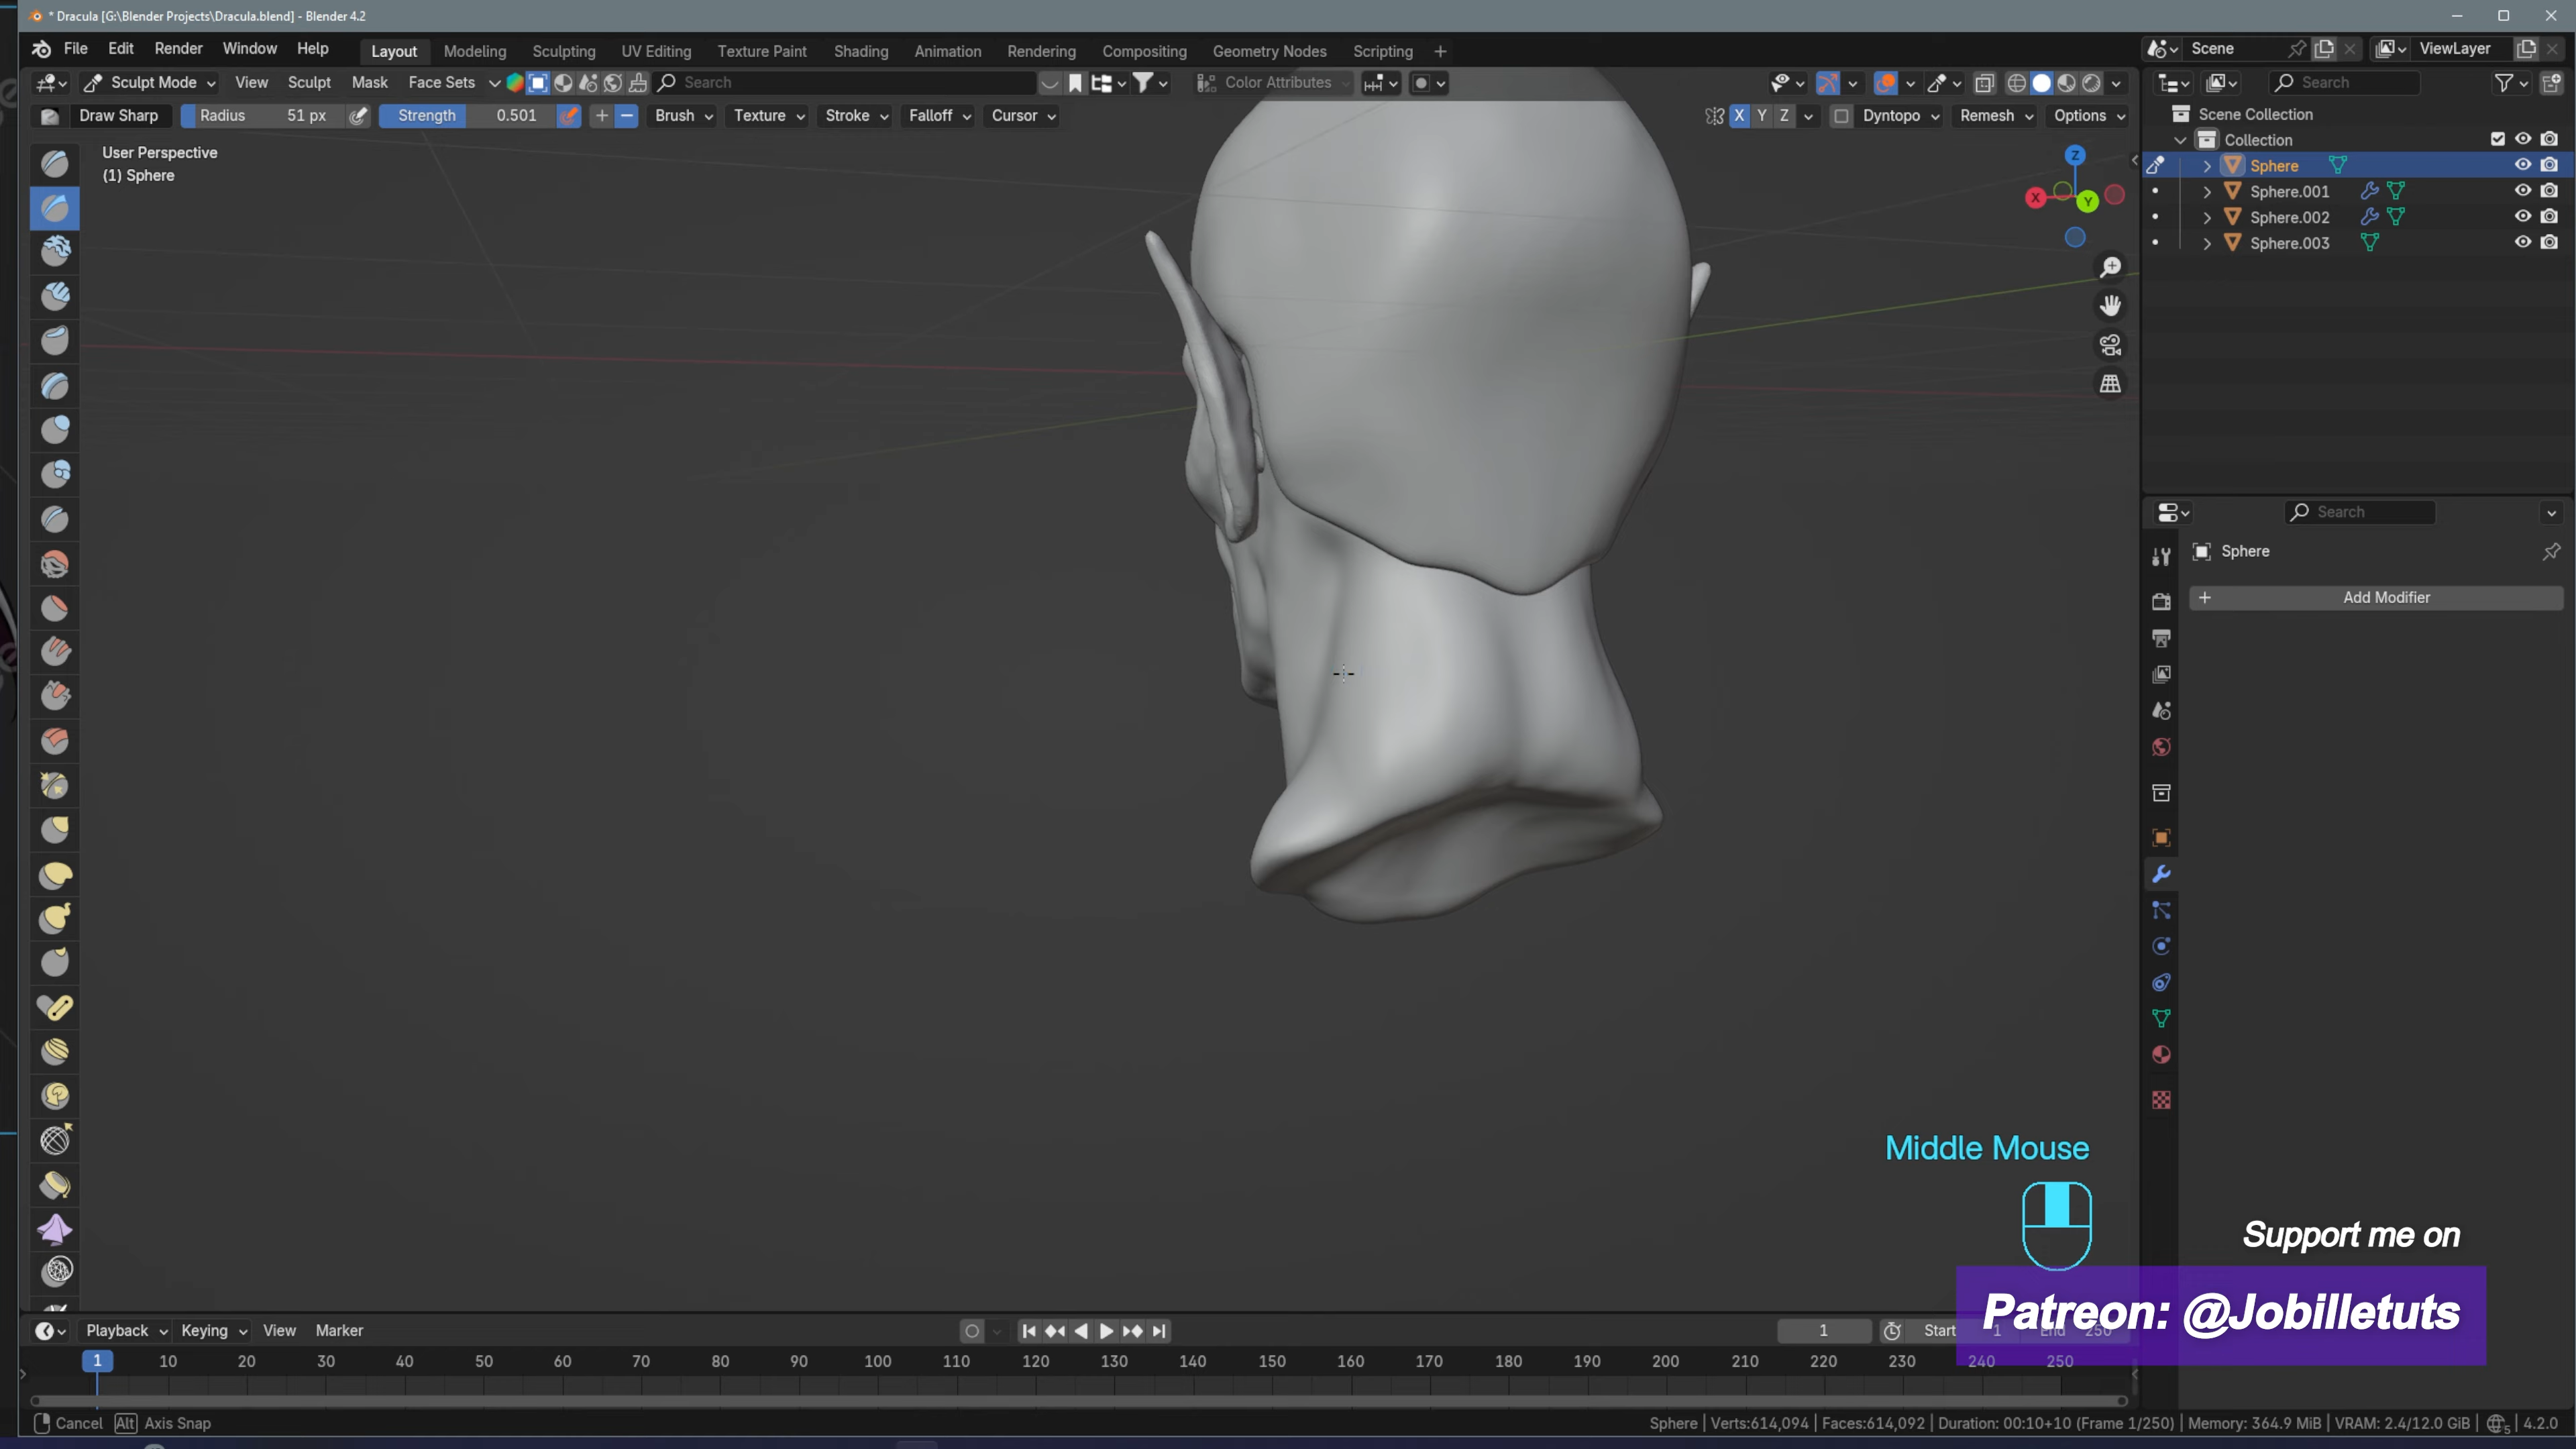 * Dracula [G:\Blender Projects\Dracula.blend] - Blender 4.2
File Edit Render Window Help Layout Modeling Sculpting UV Editing Texture Paint Shading Animation Rendering Compositing Geometry Nodes Scripting + Scene ViewLayer
Sculpt Mode View Sculpt Mask Face Sets Search Color Attributes Search
Draw Sharp Radius 51 px Strength 0.501 Brush Texture Stroke Falloff Cursor X Y Z Dyntopo Remesh Options
Scene Collection
Collection
Sphere
Sphere.001
Sphere.002
Sphere.003
User Perspective
(1) Sphere
Z
X
Y
Search
Sphere
+ Add Modifier
Middle Mouse
Support me on
Patreon: @Jobilletuts
Playback Keying View Marker 1 Start 1 End 250
1 10 20 30 40 50 60 70 80 90 100 110 120 130 140 150 160 170 180 190 200 210 220 230 240 250
Cancel Alt Axis Snap Sphere | Verts:614,094 | Faces:614,092 | Duration: 00:10+10 (Frame 1/250) | Memory: 364.9 MiB | VRAM: 2.4/12.0 GiB | 5 | 4.2.0